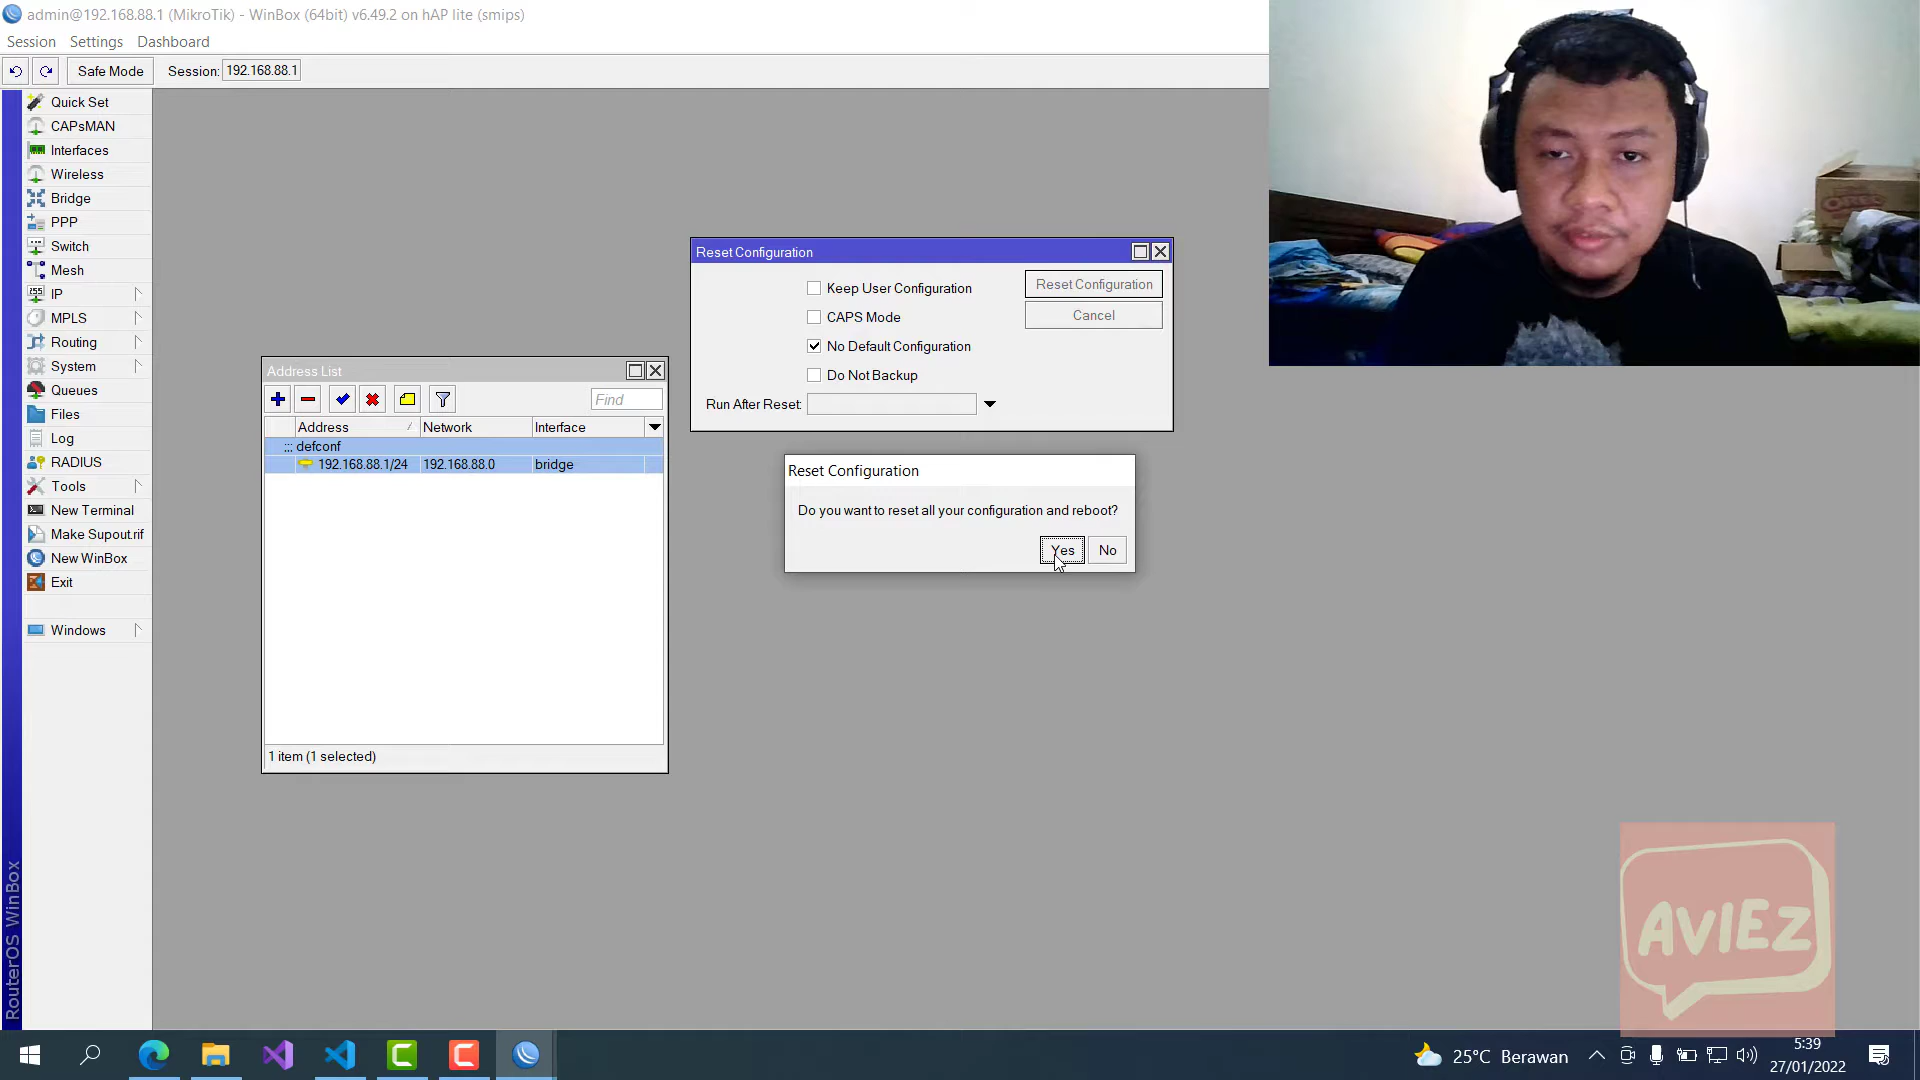 admin@192.168.88.1 (MikroTik) - WinBox (64bit) v6.49.2 on hAP lite (smips)
Session Settings Dashboard
Safe Mode Session: 192.168.88.1
Quick Set
CAPsMAN
Interfaces
Wireless
Bridge
PPP
Switch
Mesh
255 IP
MPLS
Routing
System
Queues
Files
Log
RADIUS
Tools
New Terminal
Make Supout.rif
New WinBox
Exit
Windows
RouterOS WinBox
Address List
Find
Address Network Interface
::: defconf
192.168.88.1/24 192.168.88.0 bridge
1 item (1 selected)
Reset Configuration
Keep User Configuration
CAPS Mode
No Default Configuration
Do Not Backup
Run After Reset:
Reset Configuration
Cancel
Reset Configuration
Do you want to reset all your configuration and reboot?
Yes No
AVIEZ
25°C Berawan
5:39
27/01/2022